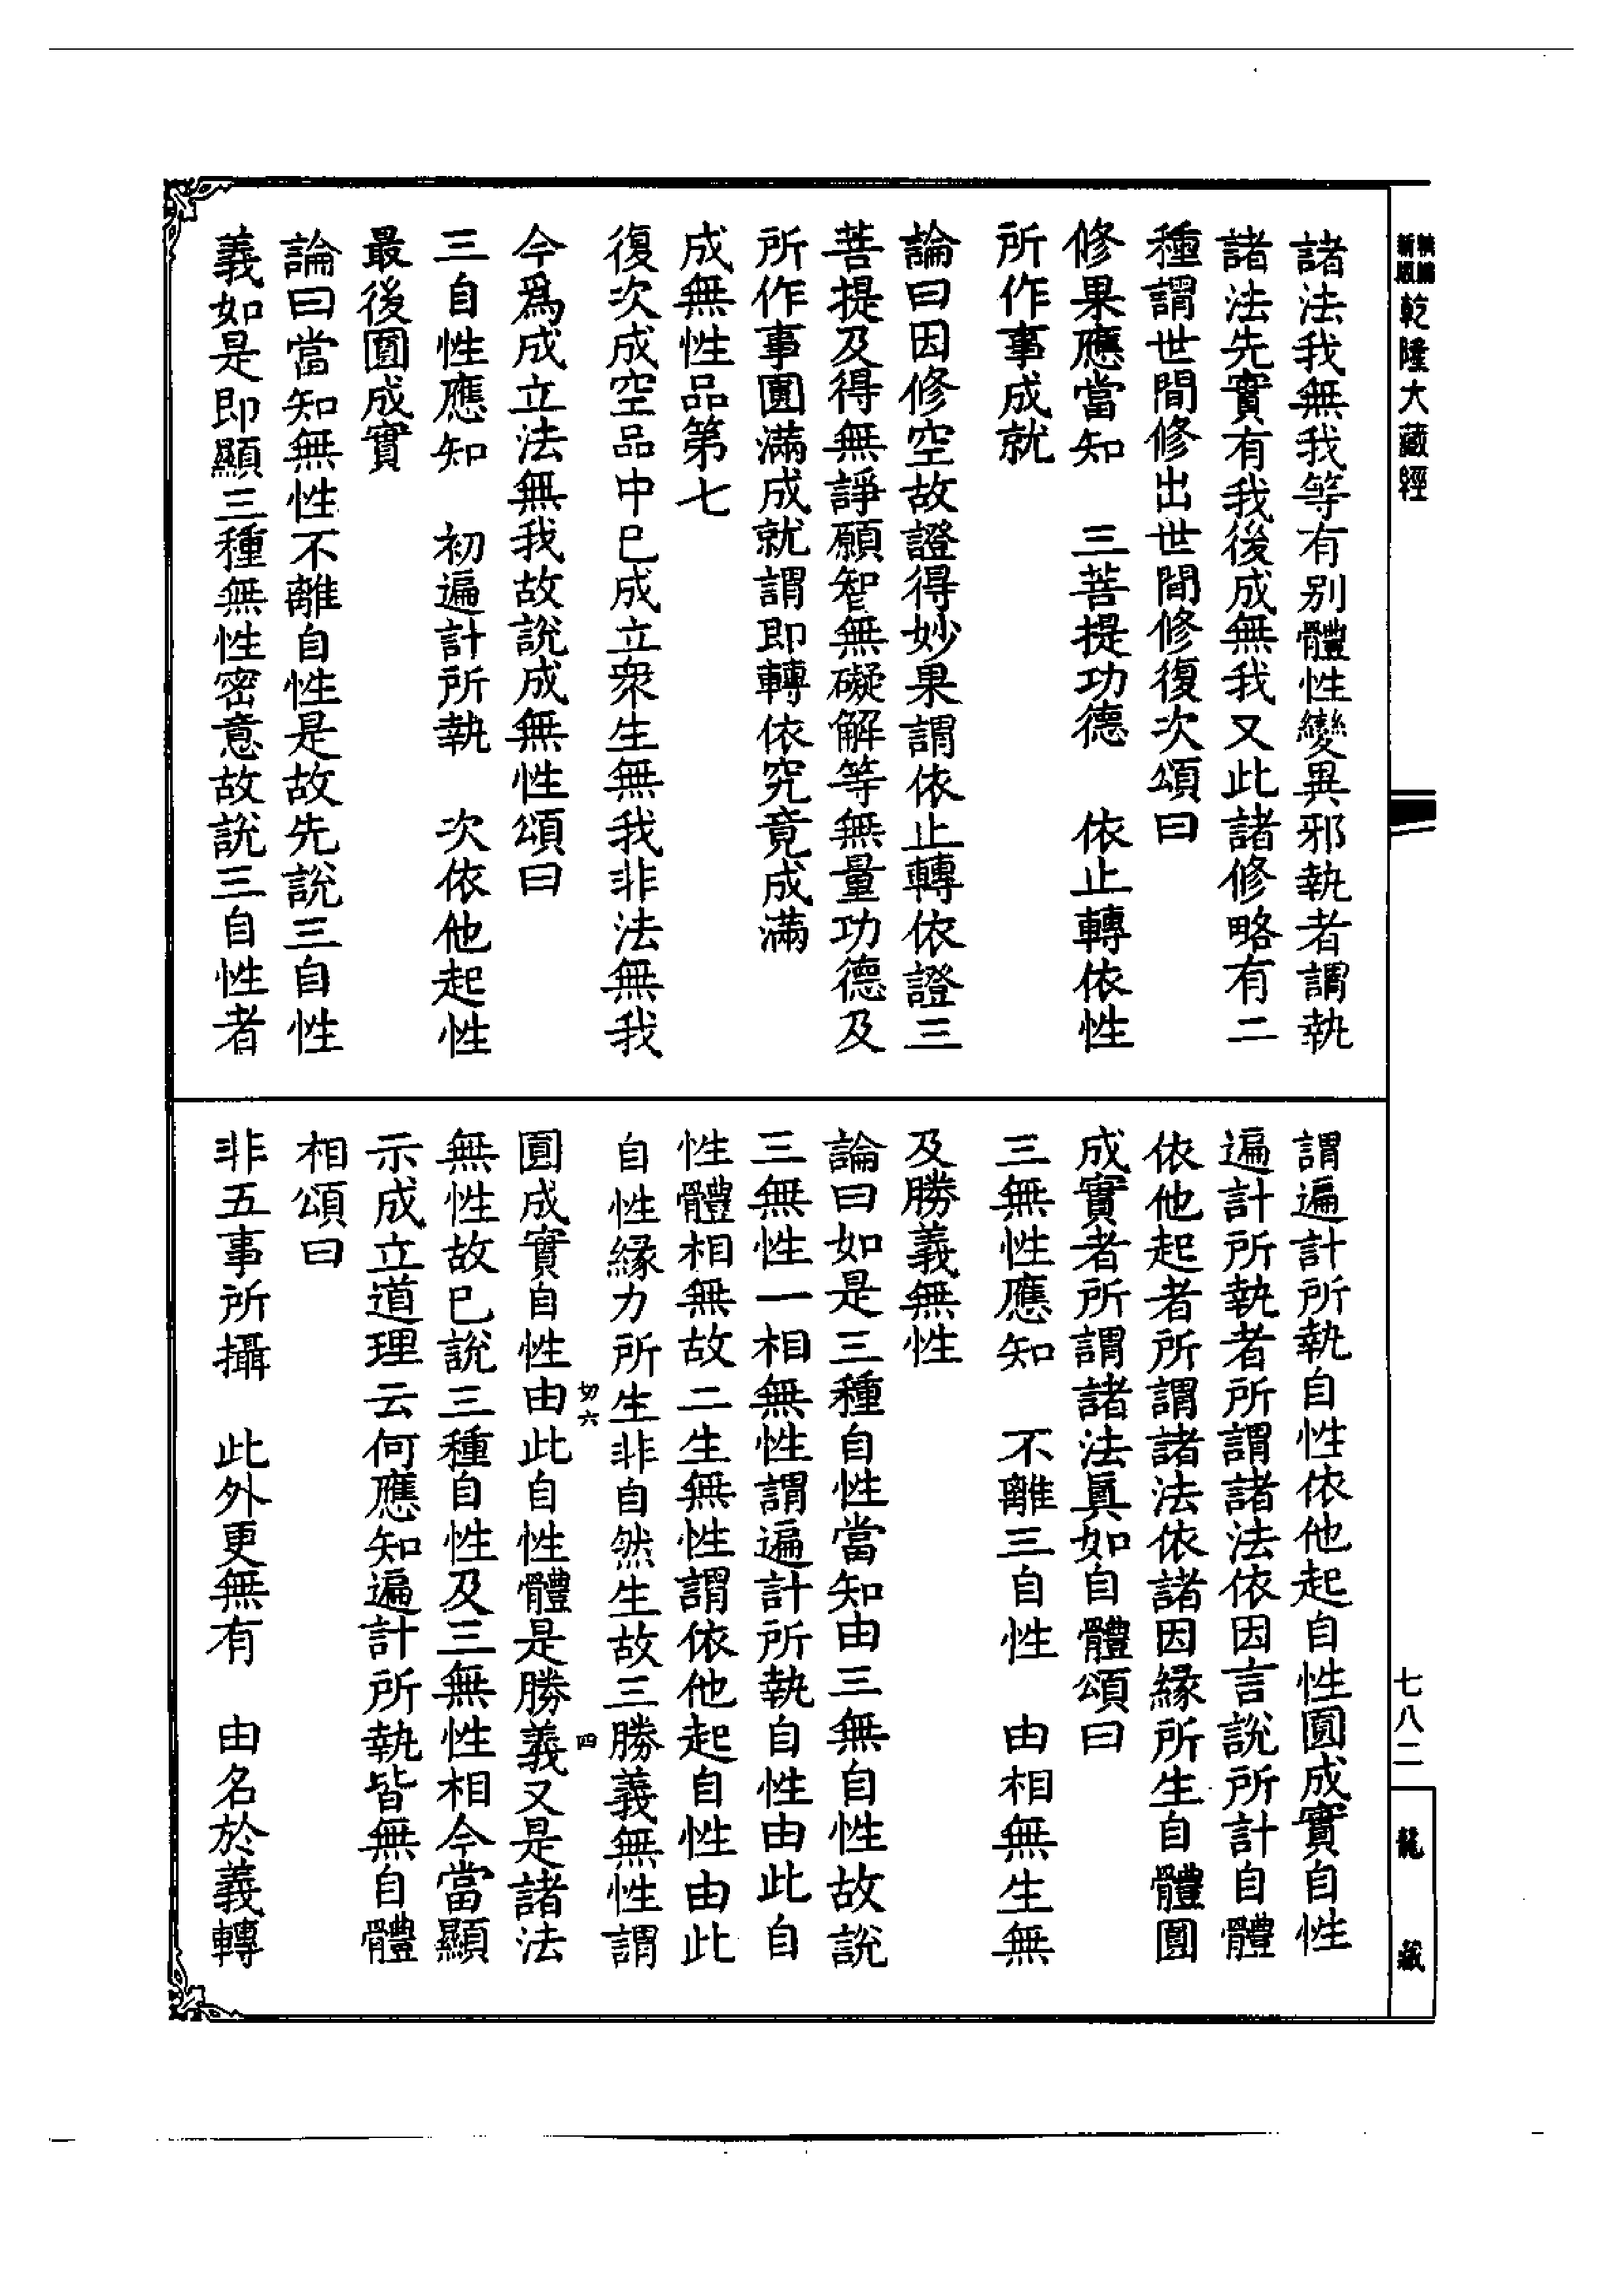 乾隆大藏經
諸法我無我等有別體性變異邪執者謂執
諸法先實有我後成無我又此諸修略有二
種謂世間修出世間修復次頌曰
修果應當知　三菩提功德　依止轉依性
所作事成就
論曰因修空故證得妙果謂依止轉依證三
菩提及得無諍願智無礙解等無量功德及
所作事圓滿成就謂即轉依究竟成滿
成無性品第七
復次成空品中已成立衆生無我非法無我
今爲成立法無我故說成無性頌曰
三自性應知　初遍計所執　次依他起性
最後圓成實
論曰當知無性不離自性是故先說三自性
義如是即顯三種無性密意故說三自性者
七八二
龍藏
謂遍計所執自性依他起自性圓成實自性
遍計所執者所謂諸法依因言說所計自體
依他起者所謂諸法依諸因緣所生自體圓
成實者所謂諸法眞如自體頌曰
三無性應知　不離三自性　由相無生無
及勝義無性
論曰如是三種自性當知由三無自性故說
三無性一相無性謂遍計所執自性由此自
性體相無故二生無性謂依他起自性由此
自性緣力所生非自然生故三勝義無性謂
四
圓成實自性由此自性體是勝義又是諸法
無性故已說三種自性及三無性相今當顯
示成立道理云何應知遍計所執皆無自體
相頌曰
非五事所攝　此外更無有　由名於義轉